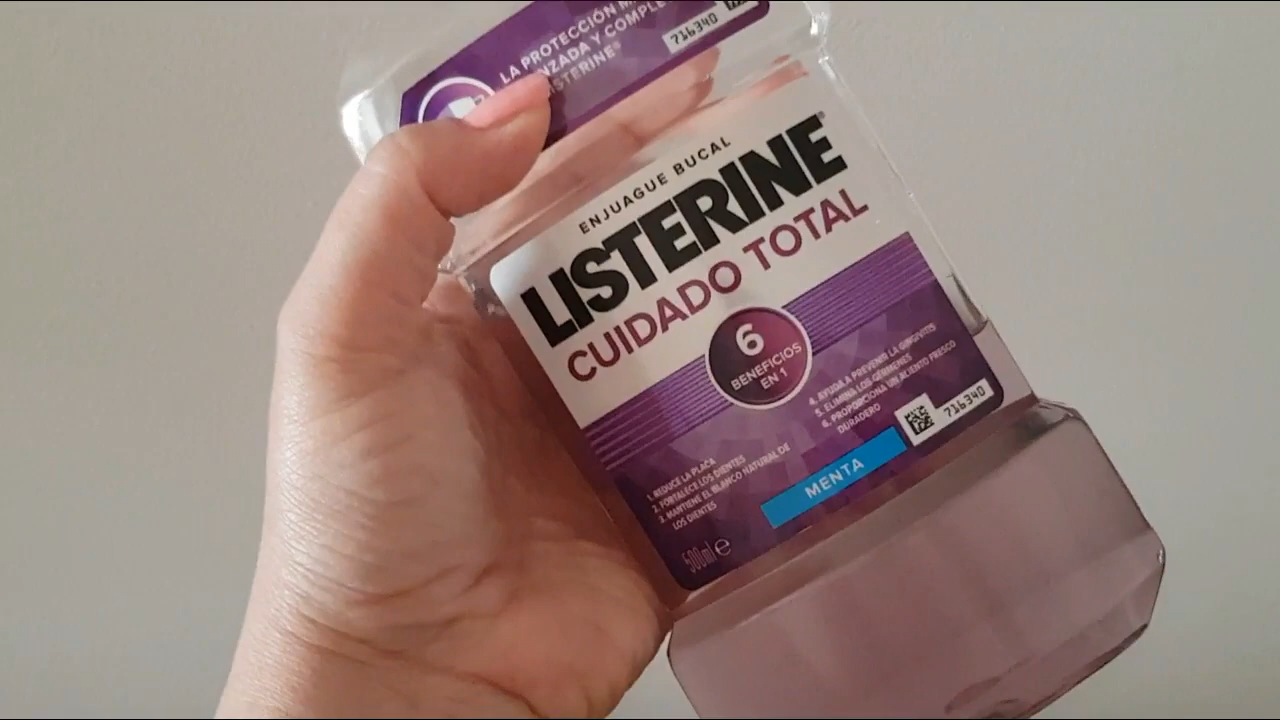 LA PROTECCIÓN
Y COMPLE
LISTERINE®
716340
ENJUAGUE BUCAL
LISTERINE®
CUIDADO TOTAL
6
BENEFICIOS
EN 1
1. REDUCE LA PLACA
2. FORTALECE LOS DIENTES
3. MANTIENE EL BLANCO NATURAL DE
LOS DIENTES
4. AYUDA A PREVENIR LA GINGIVITIS
5. ELIMINA LOS GÉRMENES
6. PROPORCIONA UN ALIENTO FRESCO
DURADERO
716340
MENTA
500ml e